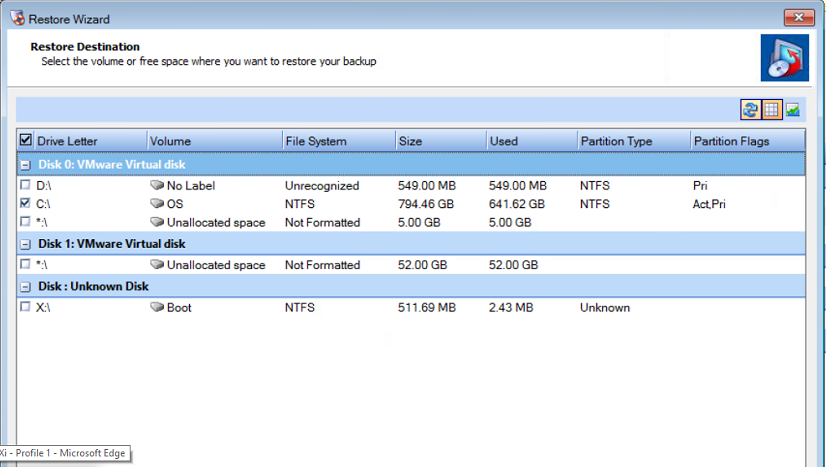 Restore Wizard
Restore Destination
Select the volume or free space where you want to restore your backup
Drive Letter Volume File System Size Used Partition Type Partition Flags
Disk 0: VMware Virtual disk
D:\ No Label Unrecognized 549.00 MB 549.00 MB NTFS Pri
C:\ OS NTFS 794.46 GB 641.62 GB NTFS Act,Pri
*:\ Unallocated space Not Formatted 5.00 GB 5.00 GB
Disk 1: VMware Virtual disk
*:\ Unallocated space Not Formatted 52.00 GB 52.00 GB
Disk : Unknown Disk
X:\ Boot NTFS 511.69 MB 2.43 MB Unknown
Xi - Profile 1 - Microsoft Edge